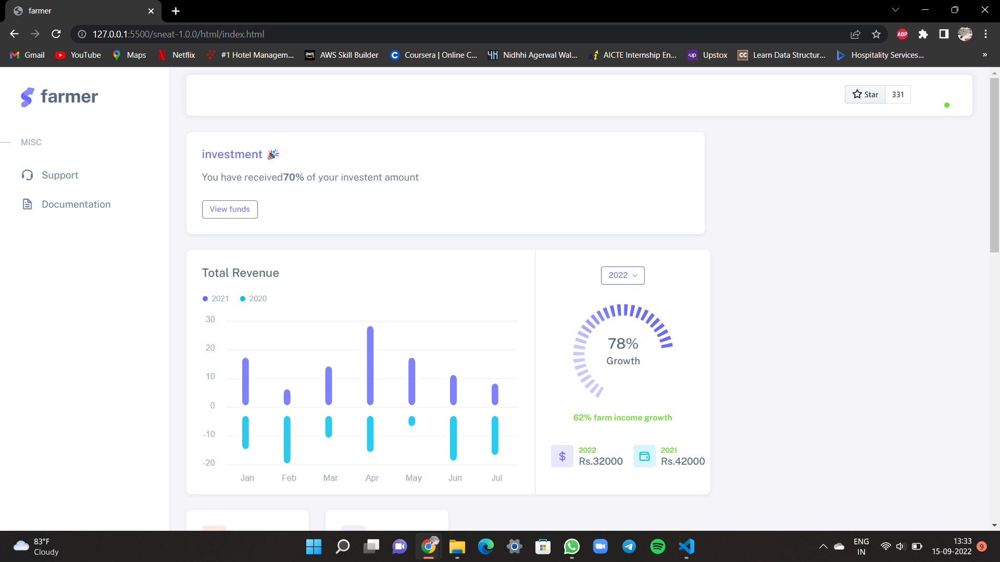 farmer
127.0.0.1:5500/sneat-1.0.0/html/index.html
ABP
Gmail YouTube Maps Netflix #1 Hotel Managem... aws AWS Skill Builder Coursera | Online C... Nidhhi Agerwal Wal... AICTE Internship En... up Upstox CC Learn Data Structur... Hospitality Services... »
farmer
MISC
Support
Documentation
Star 331
investment
You have received70% of your investent amount
View funds
Total Revenue
2021 2020
30
20
10
0
-10
-20
Jan Feb Mar Apr May Jun Jul
2022
78%
Growth
62% farm income growth
$ 2022
Rs.32000
2021
Rs.42000
83°F
Cloudy
ENG
IN
13:33
15-09-2022
9